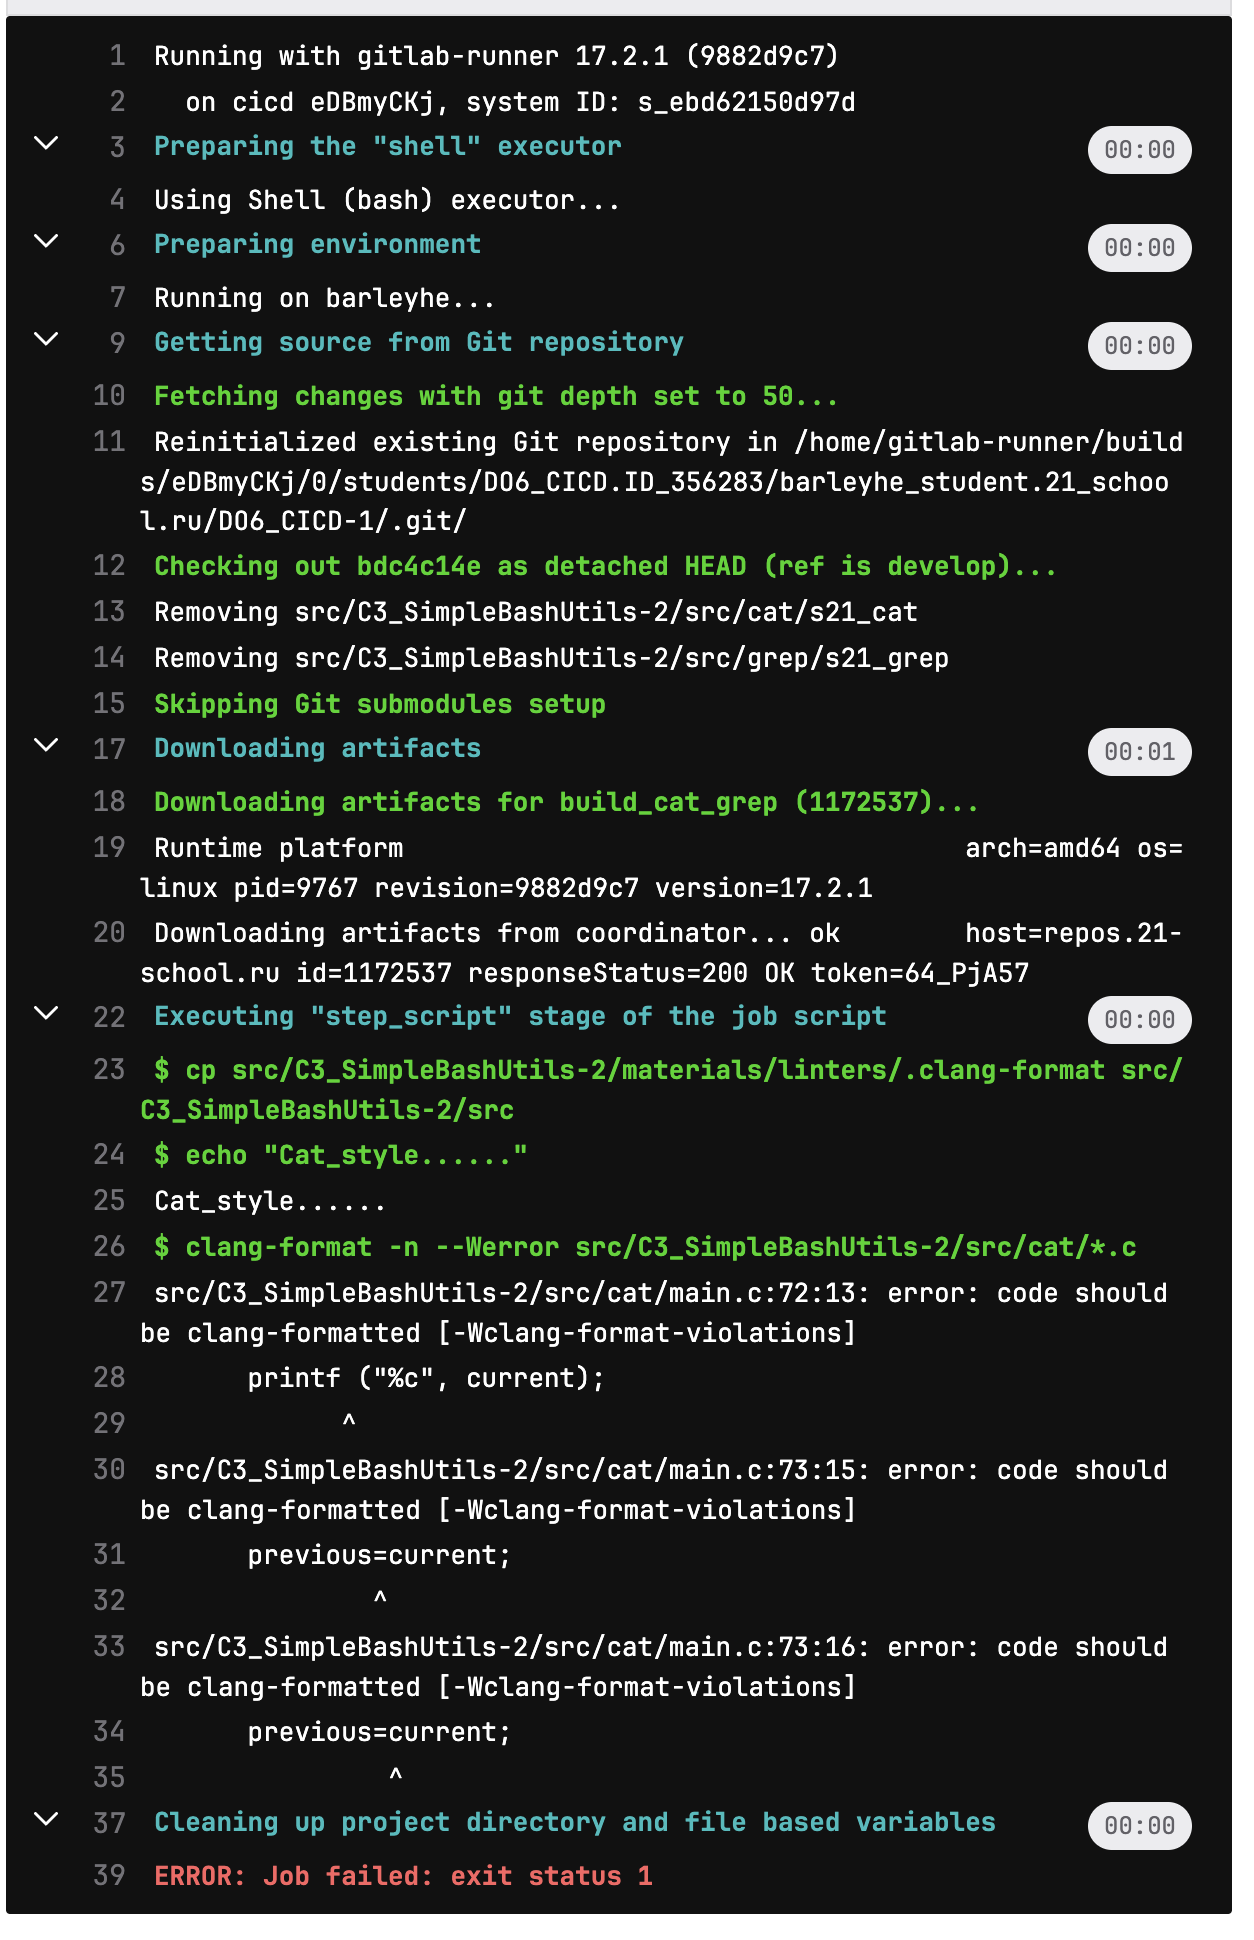 1 Running with gitlab-runner 17.2.1 (9882d9c7)
2   on cicd eDBmyCKj, system ID: s_ebd62150d97d
3 Preparing the "shell" executor 00:00
4 Using Shell (bash) executor...
6 Preparing environment 00:00
7 Running on barleyhe...
9 Getting source from Git repository 00:00
10 Fetching changes with git depth set to 50...
11 Reinitialized existing Git repository in /home/gitlab-runner/build
s/eDBmyCKj/0/students/DO6_CICD.ID_356283/barleyhe_student.21_schoo
l.ru/DO6_CICD-1/.git/
12 Checking out bdc4c14e as detached HEAD (ref is develop)...
13 Removing src/C3_SimpleBashUtils-2/src/cat/s21_cat
14 Removing src/C3_SimpleBashUtils-2/src/grep/s21_grep
15 Skipping Git submodules setup
17 Downloading artifacts 00:01
18 Downloading artifacts for build_cat_grep (1172537)...
19 Runtime platform                                    arch=amd64 os=
linux pid=9767 revision=9882d9c7 version=17.2.1
20 Downloading artifacts from coordinator... ok        host=repos.21-
school.ru id=1172537 responseStatus=200 OK token=64_PjA57
22 Executing "step_script" stage of the job script 00:00
23 $ cp src/C3_SimpleBashUtils-2/materials/linters/.clang-format src/
C3_SimpleBashUtils-2/src
24 $ echo "Cat_style......"
25 Cat_style......
26 $ clang-format -n --Werror src/C3_SimpleBashUtils-2/src/cat/*.c
27 src/C3_SimpleBashUtils-2/src/cat/main.c:72:13: error: code should
be clang-formatted [-Wclang-format-violations]
28       printf ("%c", current);
29             ^
30 src/C3_SimpleBashUtils-2/src/cat/main.c:73:15: error: code should
be clang-formatted [-Wclang-format-violations]
31       previous=current;
32               ^
33 src/C3_SimpleBashUtils-2/src/cat/main.c:73:16: error: code should
be clang-formatted [-Wclang-format-violations]
34       previous=current;
35                ^
37 Cleaning up project directory and file based variables 00:00
39 ERROR: Job failed: exit status 1